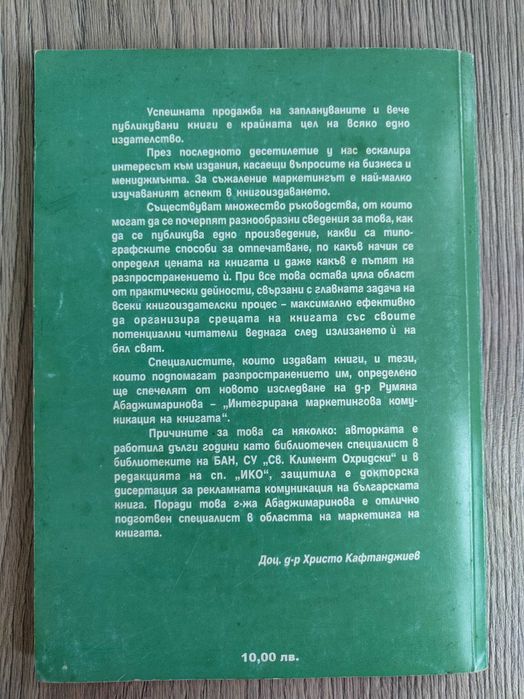 Успешната продажба на запланувaните и вече
публикувани книги е крайната цел на всяко едно
издателство.
През последното десетилетие у нас ескалира
интересът към издания, касаещи въпросите на бизнеса и
мениджмънта. За съжаление маркетингът е най-малко
изучаваният аспект в книгоиздаването.
Съществуват множество ръководства, от които
могат да се почерпят разнообразни сведения за това, как
да се публикува едно произведение, какви са типо-
графските способи за отпечатване, по какъв начин се
определя цената на книгата и даже какъв е пътят на
разпространението ѝ. При все това остава цяла област
от практически дейности, свързани с главната задача на
всеки книгоиздателски процес – максимално ефективно
да организира срещата на книгата със своите
потенциални читатели веднага след излизането ѝ на
бял свят.
Специалистите, които издават книги, и тези,
които подпомагат разпространението им, определено
ще спечелят от новото изследване на д-р Румяна
Абаджимаринова – „Интегрирана маркетингова кому-
никация на книгата“.
Причините за това са няколко: авторката е
работила дълги години като библиотечен специалист в
библиотеките на БАН, СУ „Св. Климент Охридски“ и в
редакцията на сп. „ИКО“, защитила е докторска
дисертация за рекламната комуникация на българската
книга. Поради това г-жа Абаджимаринова е отлично
подготвен специалист в областта на маркетинга на
книгата.
Доц. д-р Христо Кафтанджиев
10,00 лв.